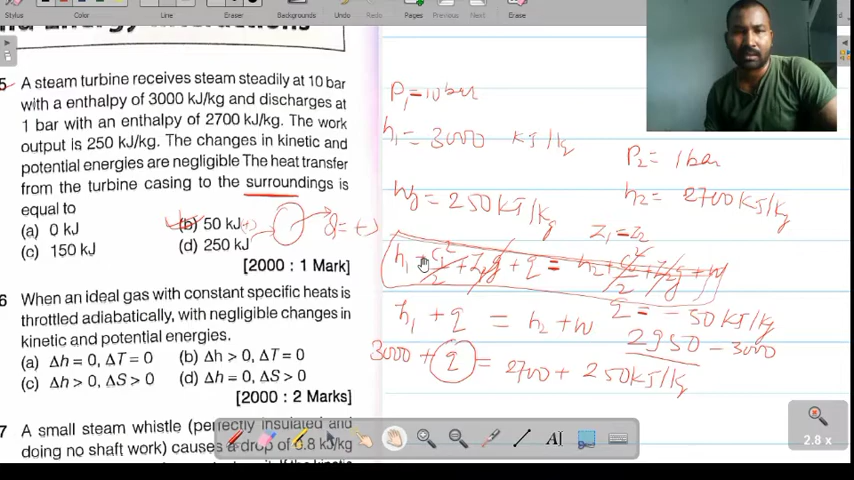 Stylus
Color
Line
Eraser
Backgrounds
Undo
Pages
Previous
Next
Erase
5 A steam turbine receives steam steadily at 10 bar
with a enthalpy of 3000 kJ/kg and discharges at
1 bar with an enthalpy of 2700 kJ/kg. The work
output is 250 kJ/kg. The changes in kinetic and
potential energies are negligible The heat transfer
from the turbine casing to the surroundings is
equal to
(a) 0 kJ (b) 50 kJ
(c) 150 kJ (d) 250 kJ
[2000 : 1 Mark]
6 When an ideal gas with constant specific heats is
throttled adiabatically, with negligible changes in
kinetic and potential energies.
(a) Δh = 0, ΔT = 0 (b) Δh > 0, ΔT = 0
(c) Δh > 0, ΔS > 0 (d) Δh = 0, ΔS > 0
[2000 : 2 Marks]
7 A small steam whistle (perfectly insulated and
doing no shaft work) causes a drop of 0.8 kJ/kg
P₁ = 10 bar
h₁ = 3000 KJ/kg
P₂ = 1 bar
h₂ = 2700 KJ/kg
= 250 KJ/kg
Z₁ = Z₂
h₁ + C₁²/2 + Z₁g + q = h₂ + C₂²/2 + Z₂g + W
h₁ + q = h₂ + W
q = - 50 KJ/kg
2950 - 3000
3000 + q = 2700 + 250 KJ/kg
2.8 x